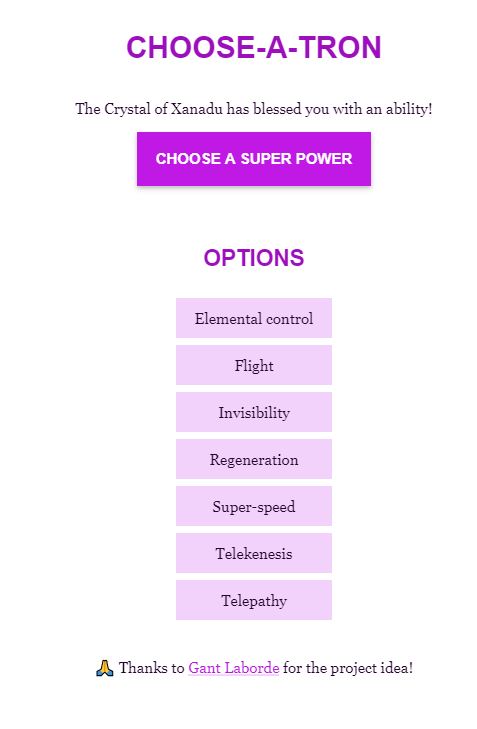 CHOOSE-A-TRON
The Crystal of Xanadu has blessed you with an ability!
CHOOSE A SUPER POWER
OPTIONS
Elemental control
Flight
Invisibility
Regeneration
Super-speed
Telekenesis
Telepathy
🙏 Thanks to Gant Laborde for the project idea!